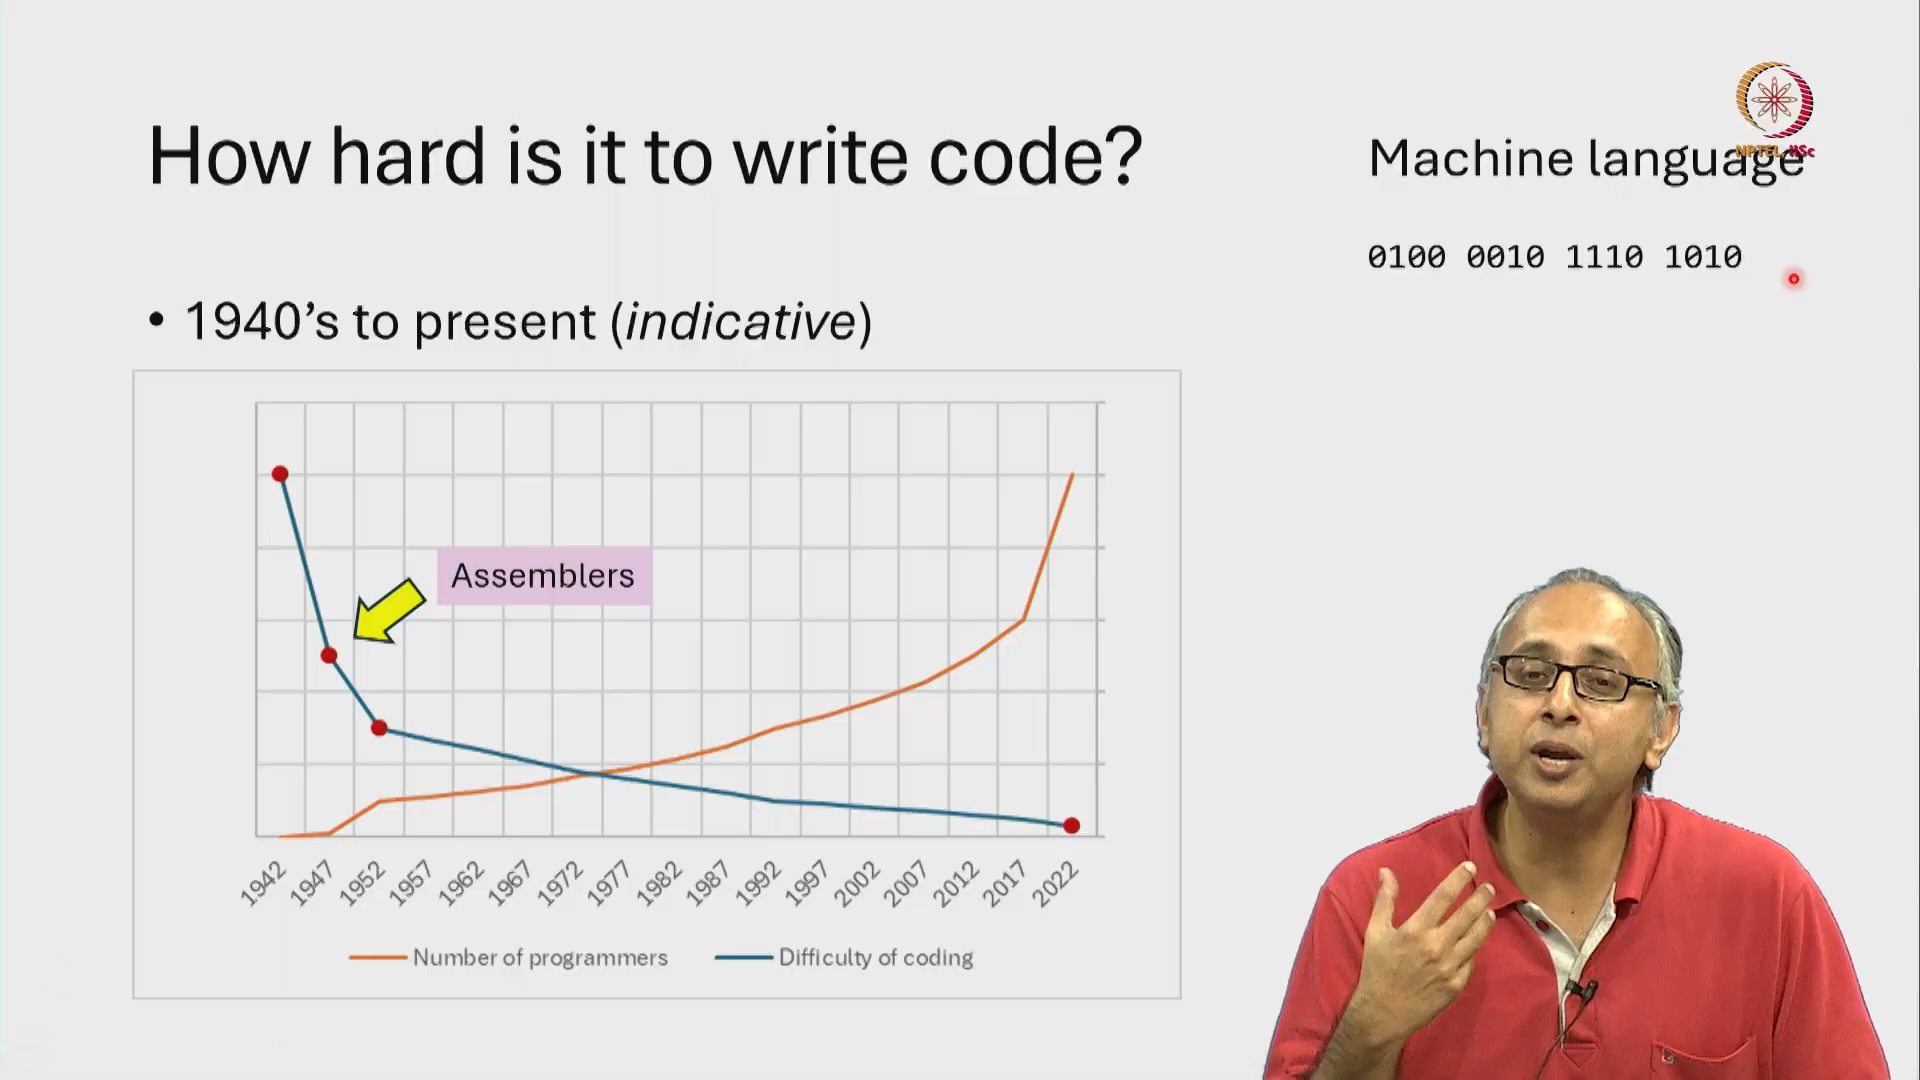 How hard is it to write code?
Machine language
NPTEL IISc
0100 0010 1110 1010
• 1940’s to present (indicative)
Assemblers
1942 1947 1952 1957 1962 1967 1972 1977 1982 1987 1992 1997 2002 2007 2012 2017 2022
Number of programmers Difficulty of coding